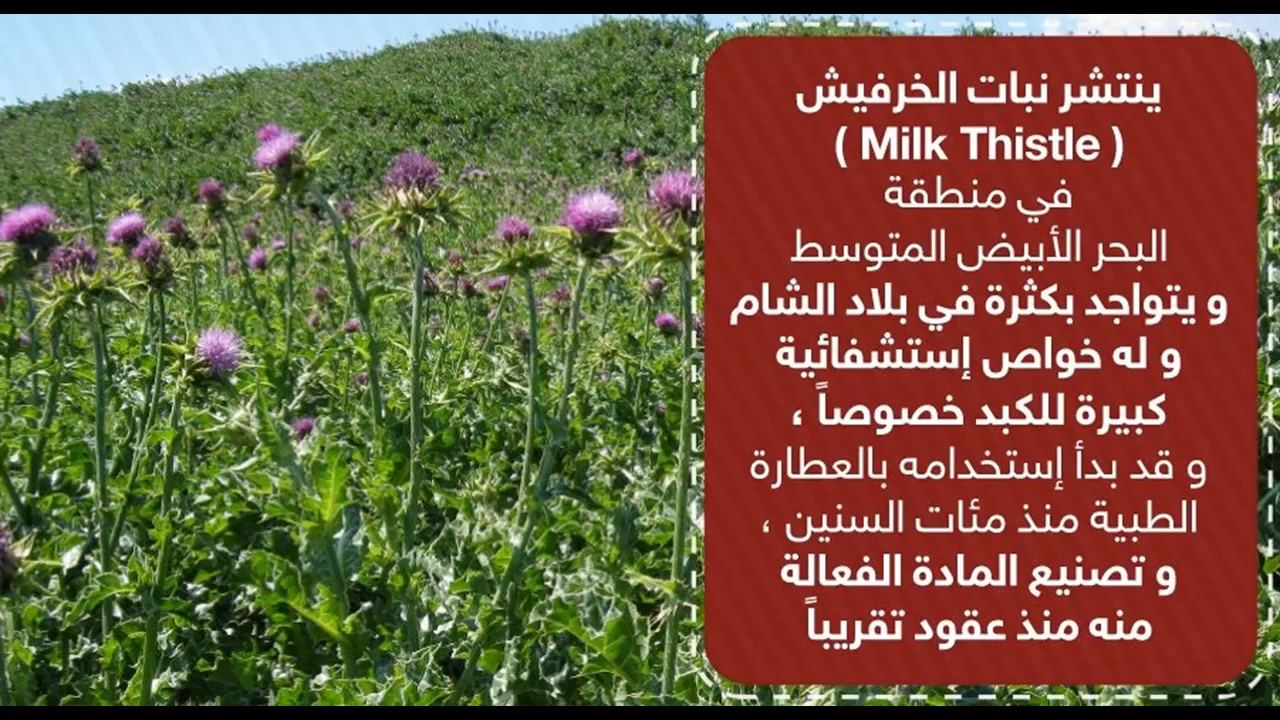 ينتشر نبات الخرفيش
( Milk Thistle )
في منطقة
البحر الأبيض المتوسط
و يتواجد بكثرة في بلاد الشام
و له خواص إستشفائية
كبيرة للكبد خصوصاً ،
و قد بدأ إستخدامه بالعطارة
الطبية منذ مئات السنين ،
و تصنيع المادة الفعالة
منه منذ عقود تقريباً